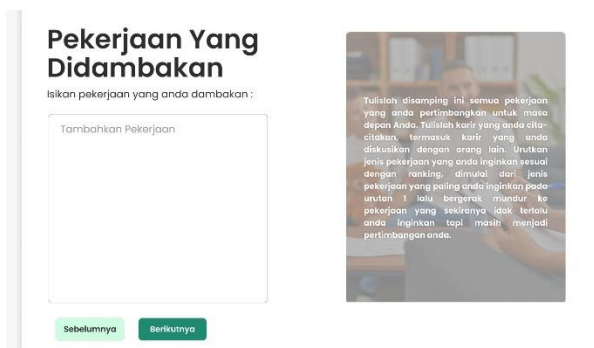 Pekerjaan Yang
Didambakan
Isikan pekerjaan yang anda dambakan :
Tambahkan Pekerjaan
Sebelumnya
Berikutnya
Tulislah disamping ini semua pekerjaan
yang anda pertimbangkan untuk masa
depan Anda. Tulislah karir yang anda cita-
citakan, termasuk karir yang anda
diskusikan dengan orang lain. Urutkan
jenis pekerjaan yang anda inginkan sesuai
dengan ranking, dimulai dari jenis
pekerjaan yang paling anda inginkan pada
urutan 1 lalu bergerak mundur ke
pekerjaan yang sekiranya idak terlalu
anda inginkan tapi masih menjadi
pertimbangan anda.